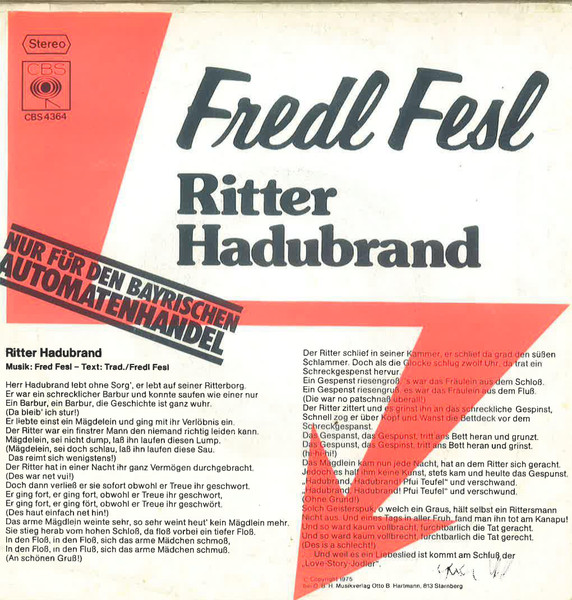 Stereo
CBS
CBS 4364
Fredl Fesl
Ritter
Hadubrand
NUR FÜR DEN BAYRISCHEN
AUTOMATENHANDEL
Ritter Hadubrand
Musik: Fred Fesl – Text: Trad./Fredl Fesl
Herr Hadubrand lebt ohne Sorg', er lebt auf seiner Ritterborg.
Er war ein schrecklicher Barbur und konnte saufen wie einer nur
Ein Barbur, ein Barbur, die Geschichte ist ganz wuhr.
(Da bleib' ich stur!)
Er liebte einst ein Mägdelein und ging mit ihr Verlöbnis ein.
Der Ritter war ein finstrer Mann den niemand richtig leiden kann.
Mägdelein, sei nicht dump, laß ihn laufen diesen Lump.
(Mägdelein, sei doch schlau, laß ihn laufen diese Sau.
Das reimt sich wenigstens!)
Der Ritter hat in einer Nacht ihr ganz Vermögen durchgebracht.
(Des war net vui!)
Und doch dann verließ er sie sofort obwohl er Treue ihr geschwort.
Er ging fort, er ging fort, obwohl er Treue ihr geschwort,
Er ging fort, er ging fört, obwohl er Treue ihr geschwört.
(Des haut einfach net hin!)
Das arme Mägdlein weinte sehr, so sehr weint heut' kein Mägdlein mehr.
Sie stieg herab vom hohen Schloß, da floß vorbei ein tiefer Floß.
In den Floß, in den Floß, sich das arme Mädchen schmoß,
In den Floß, in den Floß, sich das arme Mädchen schmuß.
(An schönen Gruß!)
Der Ritter schlief in seiner Kammer, er schlief da grad den süßen
Schlammer. Doch als die Glocke schlug zwölf Uhr, da trat ein
Schreckgespenst hervur.
Ein Gespenst riesengroß, 's war das Fräulein aus dem Schloß.
Ein Gespenst riesengruß, es war das Fräulein aus dem Fluß.
(Die war no patschnaß überall!)
Der Ritter zittert und es grinst ihn an das schreckliche Gespinst,
Schnell zog er über Kopf und Wanst die Bettdeck vor dem
Schreckgespanst.
Das Gespanst, das Gespunst, tritt ans Bett heran und grunzt.
Das Gespunst, das Gespinst, tritt ans Bett heran und grinst.
Das Mägdlein kam nun jede Nacht, hat an dem Ritter sich geracht.
Jedoch es half ihm keine Kunst, stets kam und heulte das Gespunst.
„Hadubrand, Hadubrand! Pfui Teufel" und verschwand.
„Hadubrand, Hadubrand! Pfui Teufel" und verschwand.
(Ohne Grund!)
Solch Geisterspuk, o welch ein Graus, hält selbst ein Rittersmann
nicht aus. Und eines Tags in aller Fruh, fand man ihn tot am Kanapu!
Und so ward kaum vollbracht, furchtbarlich die Tat geracht.
Und so ward kaum vollbrecht, furchtbarlich die Tat gerächt.
(Des is a schlecht!)
Und weil es ein Liebeslied ist kommt am Schluß der
„Love-Story-Jodler".
© Copyright 1975
H. Musikverlag Otto B. Hartmann, 813 Starnberg